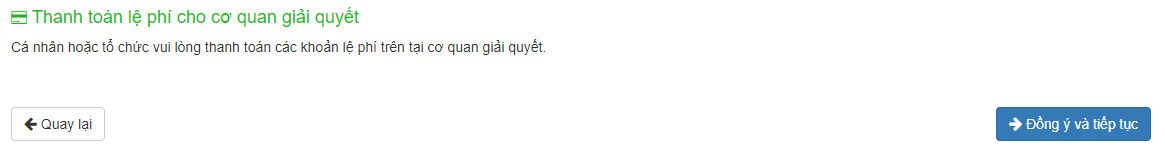 Thanh toán lệ phí cho cơ quan giải quyết
Cá nhân hoặc tổ chức vui lòng thanh toán các khoản lệ phí trên tại cơ quan giải quyết.
Quay lại
Đồng ý và tiếp tục